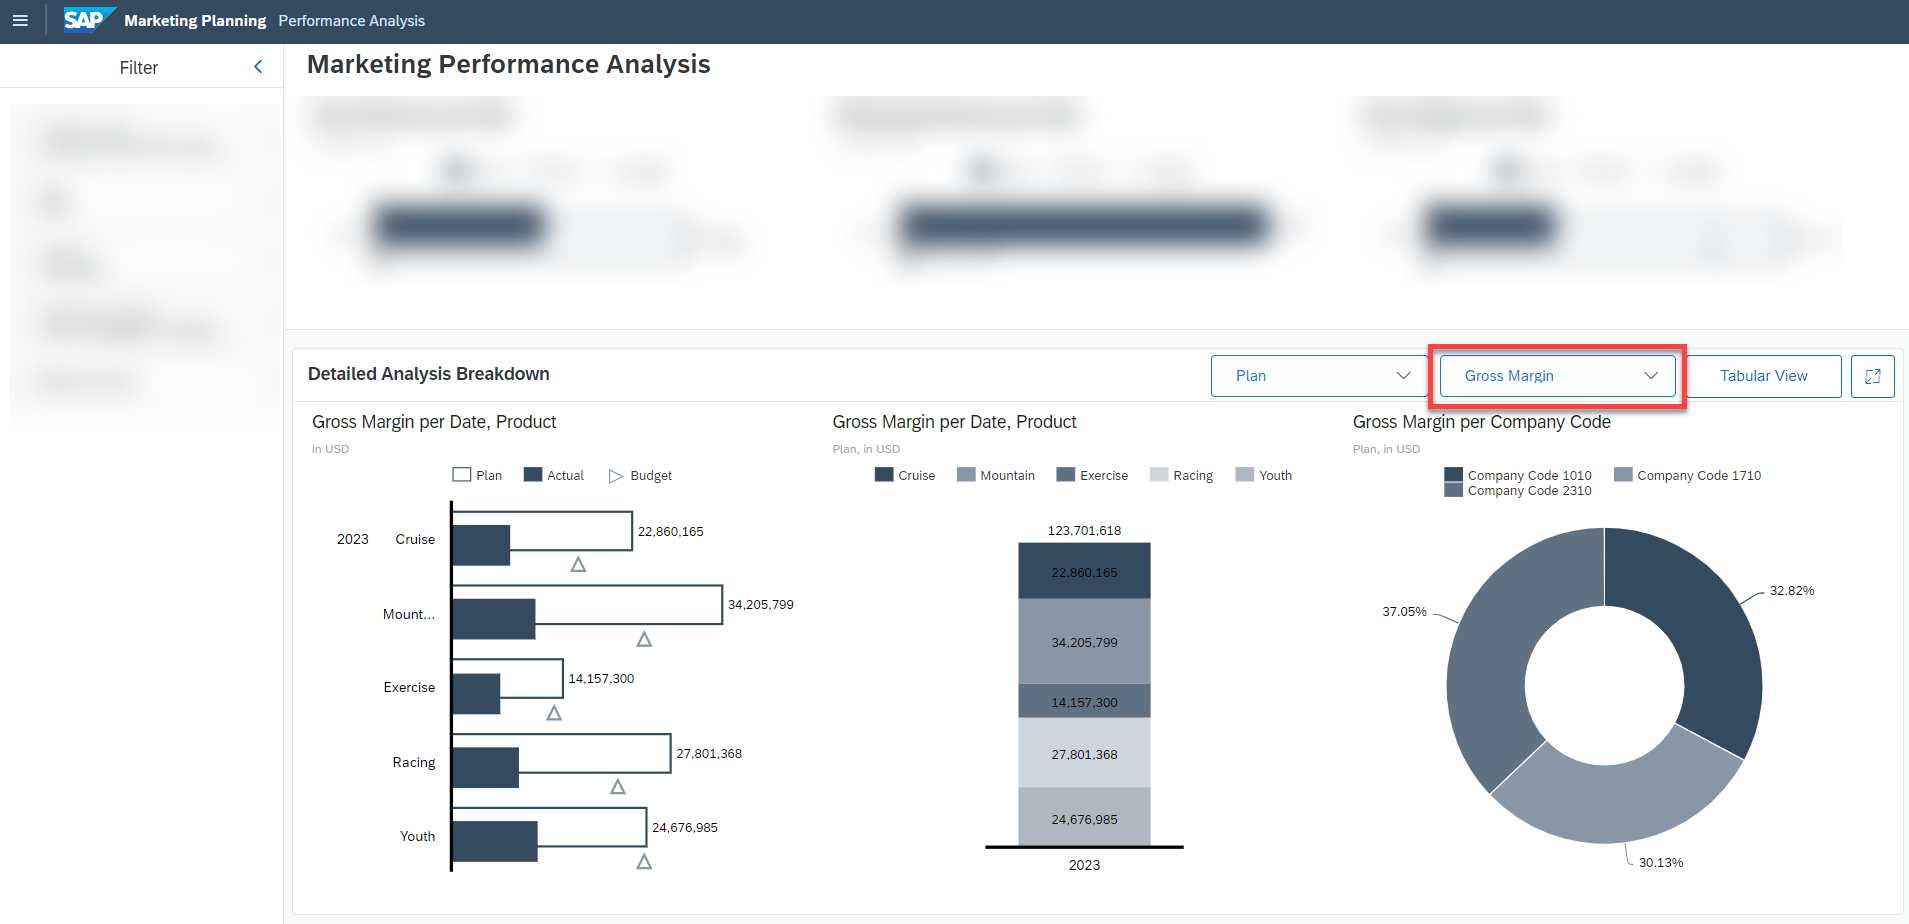 SAP Marketing Planning Performance Analysis
Filter
Marketing Performance Analysis
Detailed Analysis Breakdown
Plan
Gross Margin
Tabular View
Gross Margin per Date, Product
in USD
Plan Actual Budget
2023 Cruise 22,860,165
Mount... 34,205,799
Exercise 14,157,300
Racing 27,801,368
Youth 24,676,985
Gross Margin per Date, Product
Plan, in USD
Cruise Mountain Exercise Racing Youth
123,701,618
22,860,165
34,205,799
14,157,300
27,801,368
24,676,985
2023
Gross Margin per Company Code
Plan, in USD
Company Code 1010 Company Code 1710
Company Code 2310
32.82%
37.05%
30.13%